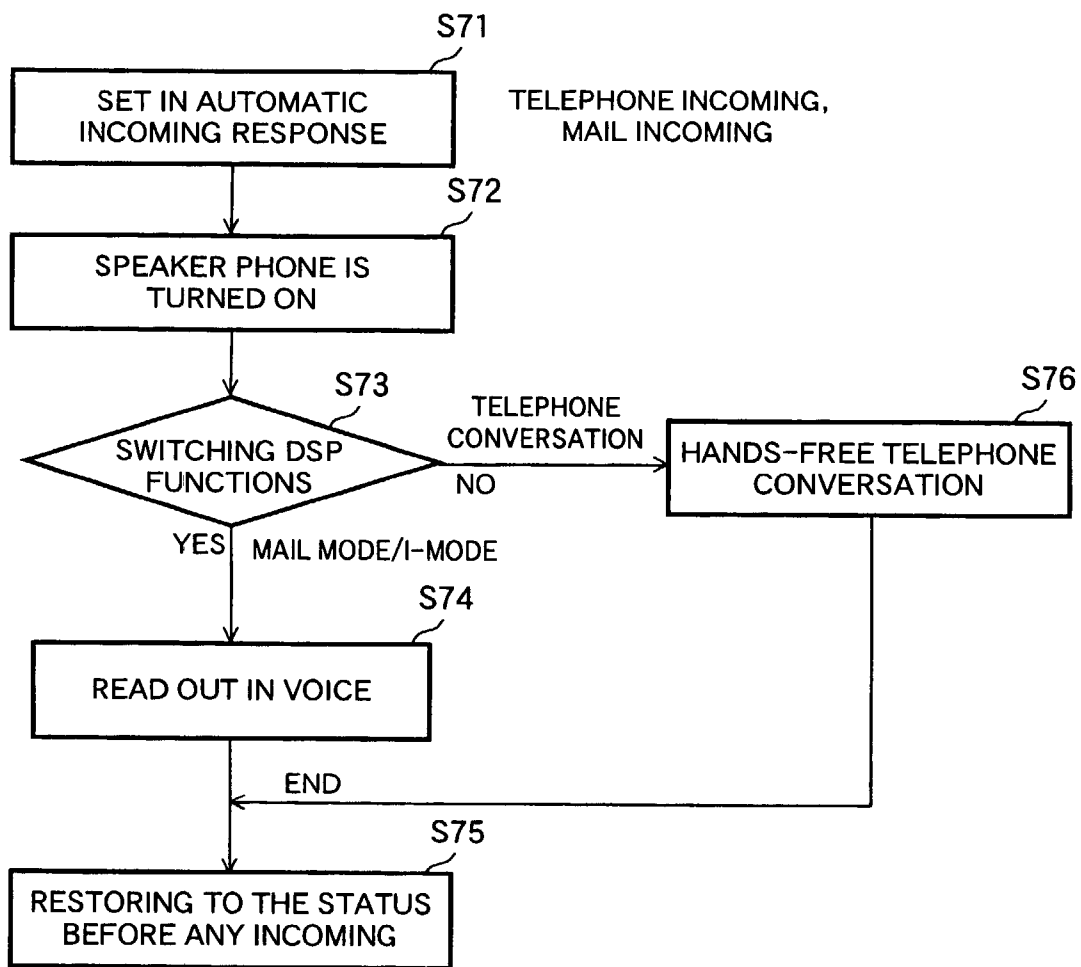 S71
SET IN AUTOMATIC
INCOMING RESPONSE
TELEPHONE INCOMING,
MAIL INCOMING
S72
SPEAKER PHONE IS
TURNED ON
S73
SWITCHING DSP
FUNCTIONS
TELEPHONE
CONVERSATION
NO
S76
HANDS-FREE TELEPHONE
CONVERSATION
YES
MAIL MODE/I-MODE
S74
READ OUT IN VOICE
END
S75
RESTORING TO THE STATUS
BEFORE ANY INCOMING